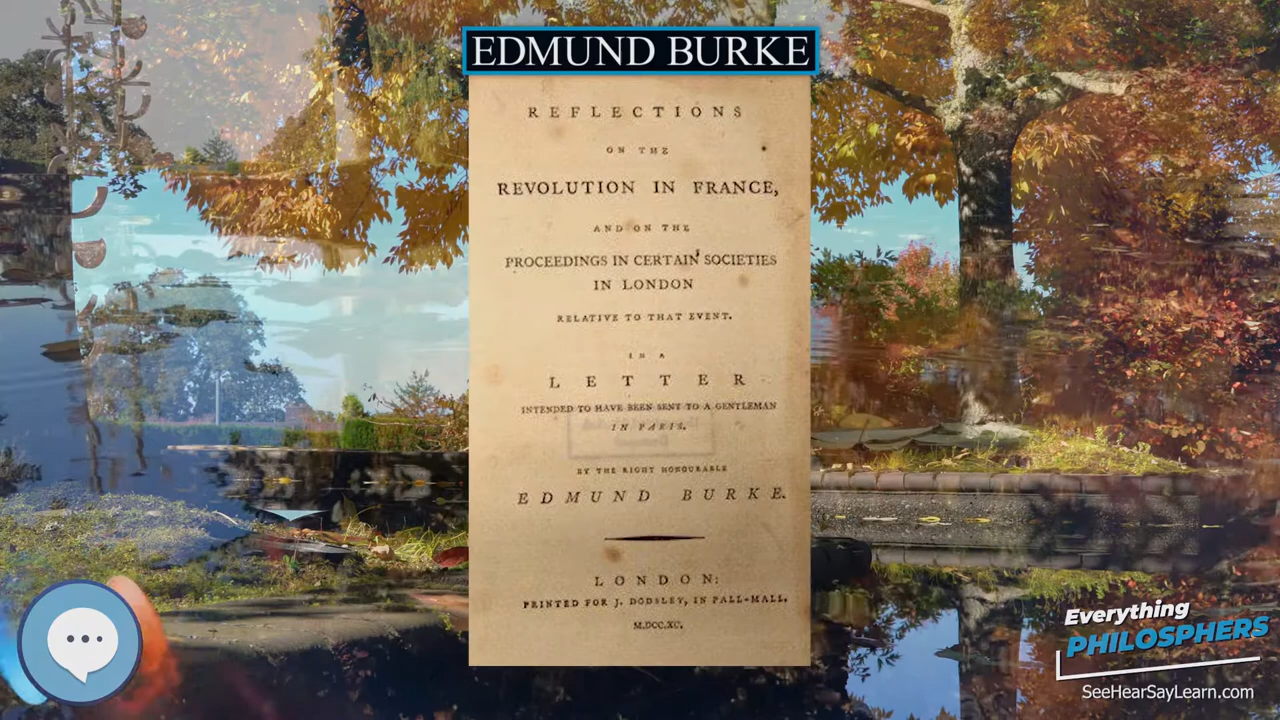 EDMUND BURKE
REFLECTIONS
ON THE
REVOLUTION IN FRANCE,
AND ON THE
PROCEEDINGS IN CERTAIN SOCIETIES
IN LONDON
RELATIVE TO THAT EVENT.
IN A
LETTER
INTENDED TO HAVE BEEN SENT TO A GENTLEMAN
IN PARIS.
BY THE RIGHT HONOURABLE
EDMUND BURKE.
LONDON:
PRINTED FOR J. DODSLEY, IN PALL-MALL.
M.DCC.XC.
Everything
PHILOSPHERS
SeeHearSayLearn.com